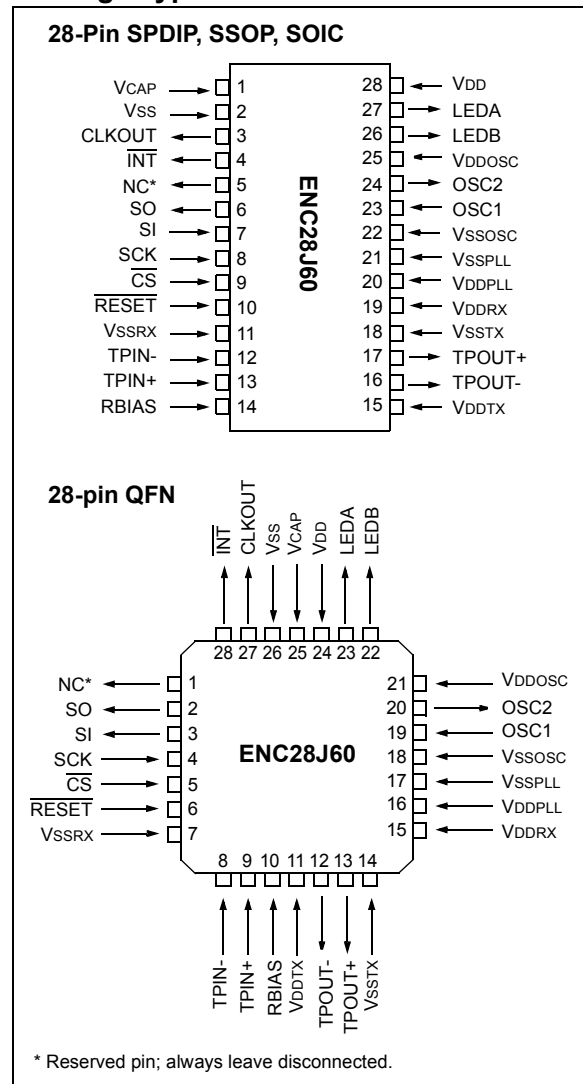 28-Pin SPDIP, SSOP, SOIC
VCAP 1 28 VDD
VSS 2 27 LEDA
CLKOUT 3 26 LEDB
INT 4 25 VDDOSC
NC* 5 24 OSC2
SO 6 23 OSC1
SI 7 22 VSSOSC
SCK 8 21 VSSPLL
CS 9 20 VDDPLL
RESET 10 19 VDDRX
VSSRX 11 18 VSSTX
TPIN- 12 17 TPOUT+
TPIN+ 13 16 TPOUT-
RBIAS 14 15 VDDTX
ENC28J60
28-pin QFN
INT CLKOUT VSS VCAP VDD LEDA LEDB
28 27 26 25 24 23 22
NC* 1 21 VDDOSC
SO 2 20 OSC2
SI 3 19 OSC1
SCK 4 18 VSSOSC
CS 5 17 VSSPLL
RESET 6 16 VDDPLL
VSSRX 7 15 VDDRX
ENC28J60
8 9 10 11 12 13 14
TPIN- TPIN+ RBIAS VDDTX TPOUT- TPOUT+ VSSTX
* Reserved pin; always leave disconnected.